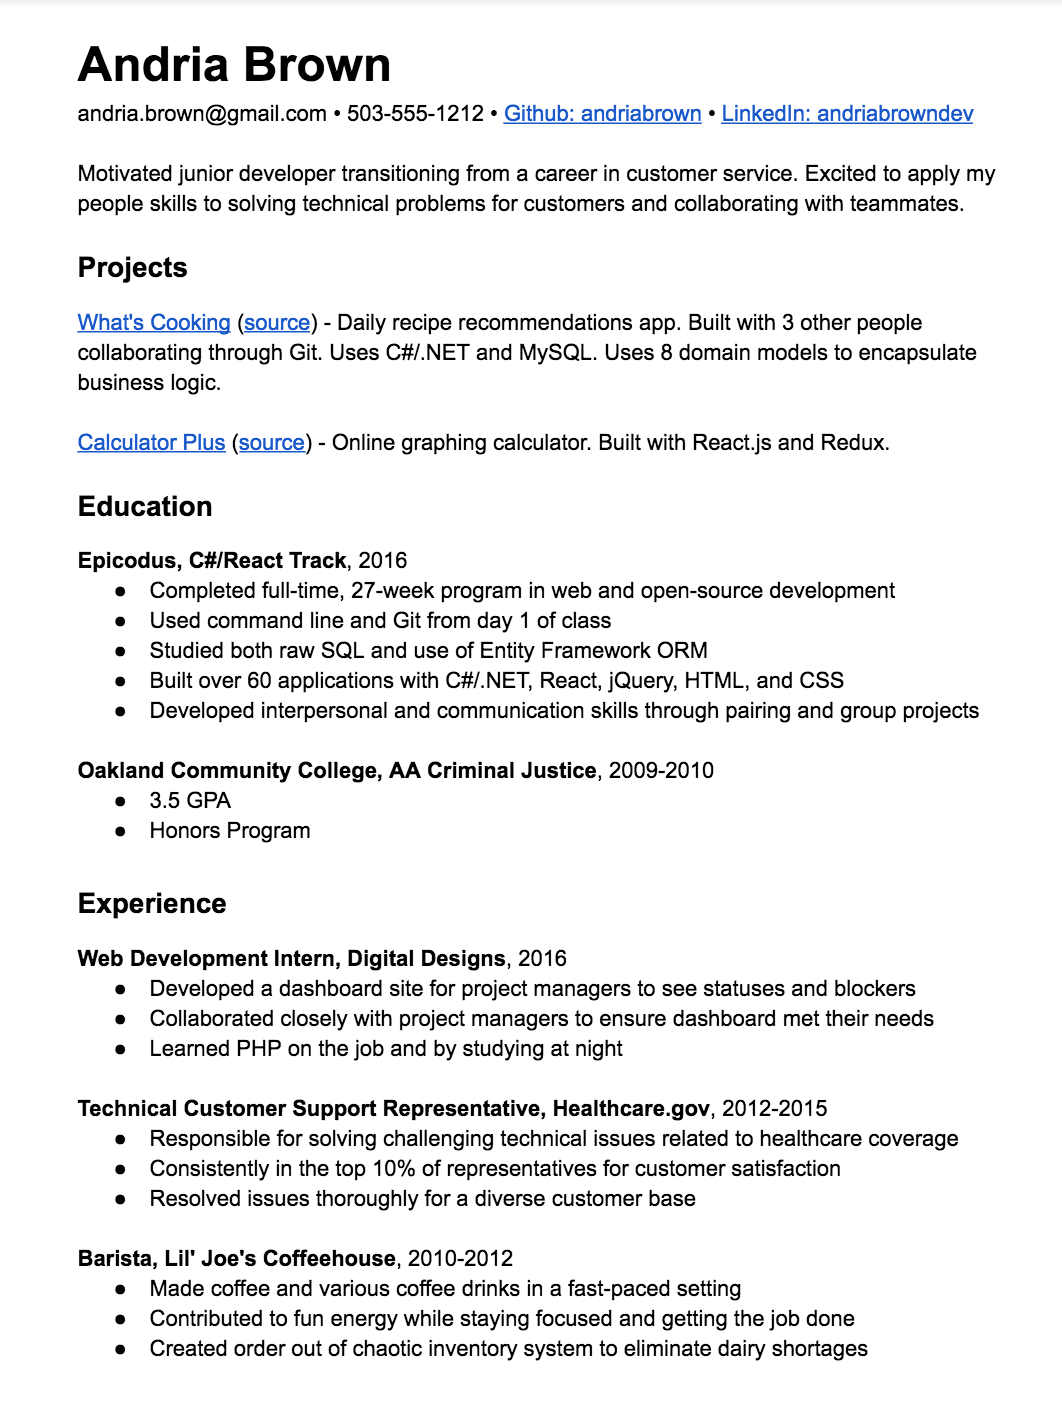 Andria Brown
andria.brown@gmail.com • 503-555-1212 • Github: andriabrown • LinkedIn: andriabrowndev
Motivated junior developer transitioning from a career in customer service. Excited to apply my
people skills to solving technical problems for customers and collaborating with teammates.
Projects
What's Cooking (source) - Daily recipe recommendations app. Built with 3 other people
collaborating through Git. Uses C#/.NET and MySQL. Uses 8 domain models to encapsulate
business logic.
Calculator Plus (source) - Online graphing calculator. Built with React.js and Redux.
Education
Epicodus, C#/React Track, 2016
● Completed full-time, 27-week program in web and open-source development
● Used command line and Git from day 1 of class
● Studied both raw SQL and use of Entity Framework ORM
● Built over 60 applications with C#/.NET, React, jQuery, HTML, and CSS
● Developed interpersonal and communication skills through pairing and group projects
Oakland Community College, AA Criminal Justice, 2009-2010
● 3.5 GPA
● Honors Program
Experience
Web Development Intern, Digital Designs, 2016
● Developed a dashboard site for project managers to see statuses and blockers
● Collaborated closely with project managers to ensure dashboard met their needs
● Learned PHP on the job and by studying at night
Technical Customer Support Representative, Healthcare.gov, 2012-2015
● Responsible for solving challenging technical issues related to healthcare coverage
● Consistently in the top 10% of representatives for customer satisfaction
● Resolved issues thoroughly for a diverse customer base
Barista, Lil' Joe's Coffeehouse, 2010-2012
● Made coffee and various coffee drinks in a fast-paced setting
● Contributed to fun energy while staying focused and getting the job done
● Created order out of chaotic inventory system to eliminate dairy shortages